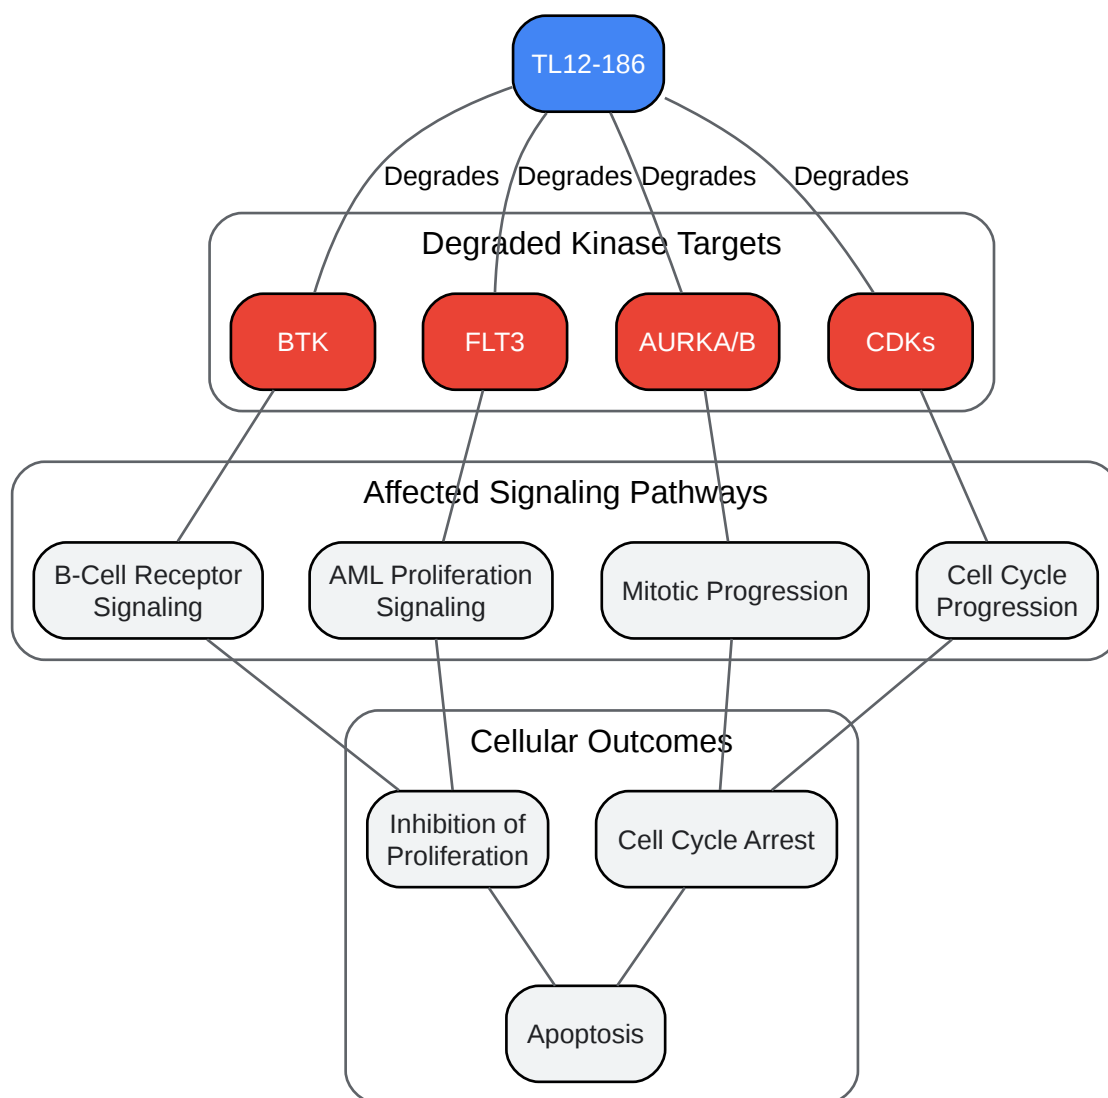 TL12-186
Degrades
Degrades
Degrades
Degrades
Degraded Kinase Targets
BTK
FLT3
AURKA/B
CDKs
Affected Signaling Pathways
B-Cell Receptor
Signaling
AML Proliferation
Signaling
Mitotic Progression
Cell Cycle
Progression
Cellular Outcomes
Inhibition of
Proliferation
Cell Cycle Arrest
Apoptosis